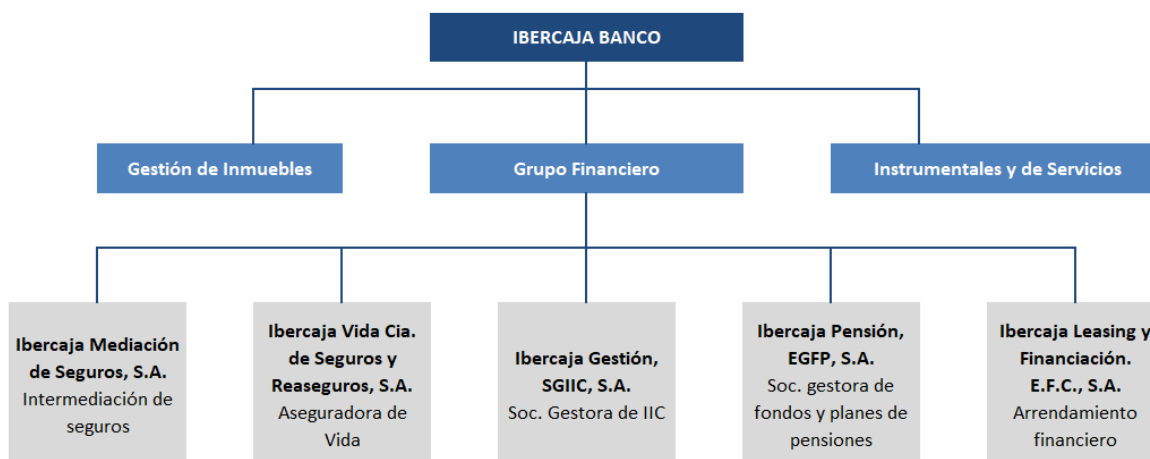 IBERCAJA BANCO
Gestión de Inmuebles
Grupo Financiero
Instrumentales y de Servicios
Ibercaja Mediación
de Seguros, S.A.
Intermediación de
seguros
Ibercaja Vida Cia.
de Seguros y
Reaseguros, S.A.
Aseguradora de
Vida
Ibercaja Gestión,
SGIIC, S.A.
Soc. Gestora de IIC
Ibercaja Pensión,
EGFP, S.A.
Soc. gestora de
fondos y planes de
pensiones
Ibercaja Leasing y
Financiación.
E.F.C., S.A.
Arrendamiento
financiero